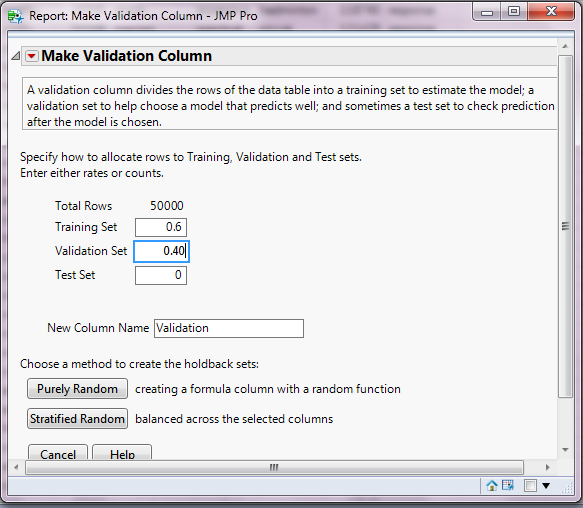 Report: Make Validation Column - JMP Pro
Make Validation Column
A validation column divides the rows of the data table into a training set to estimate the model; a
validation set to help choose a model that predicts well; and sometimes a test set to check prediction
after the model is chosen.
Specify how to allocate rows to Training, Validation and Test sets.
Enter either rates or counts.
Total Rows 50000
Training Set 0.6
Validation Set 0.40
Test Set 0
New Column Name Validation
Choose a method to create the holdback sets:
Purely Random creating a formula column with a random function
Stratified Random balanced across the selected columns
Cancel Help